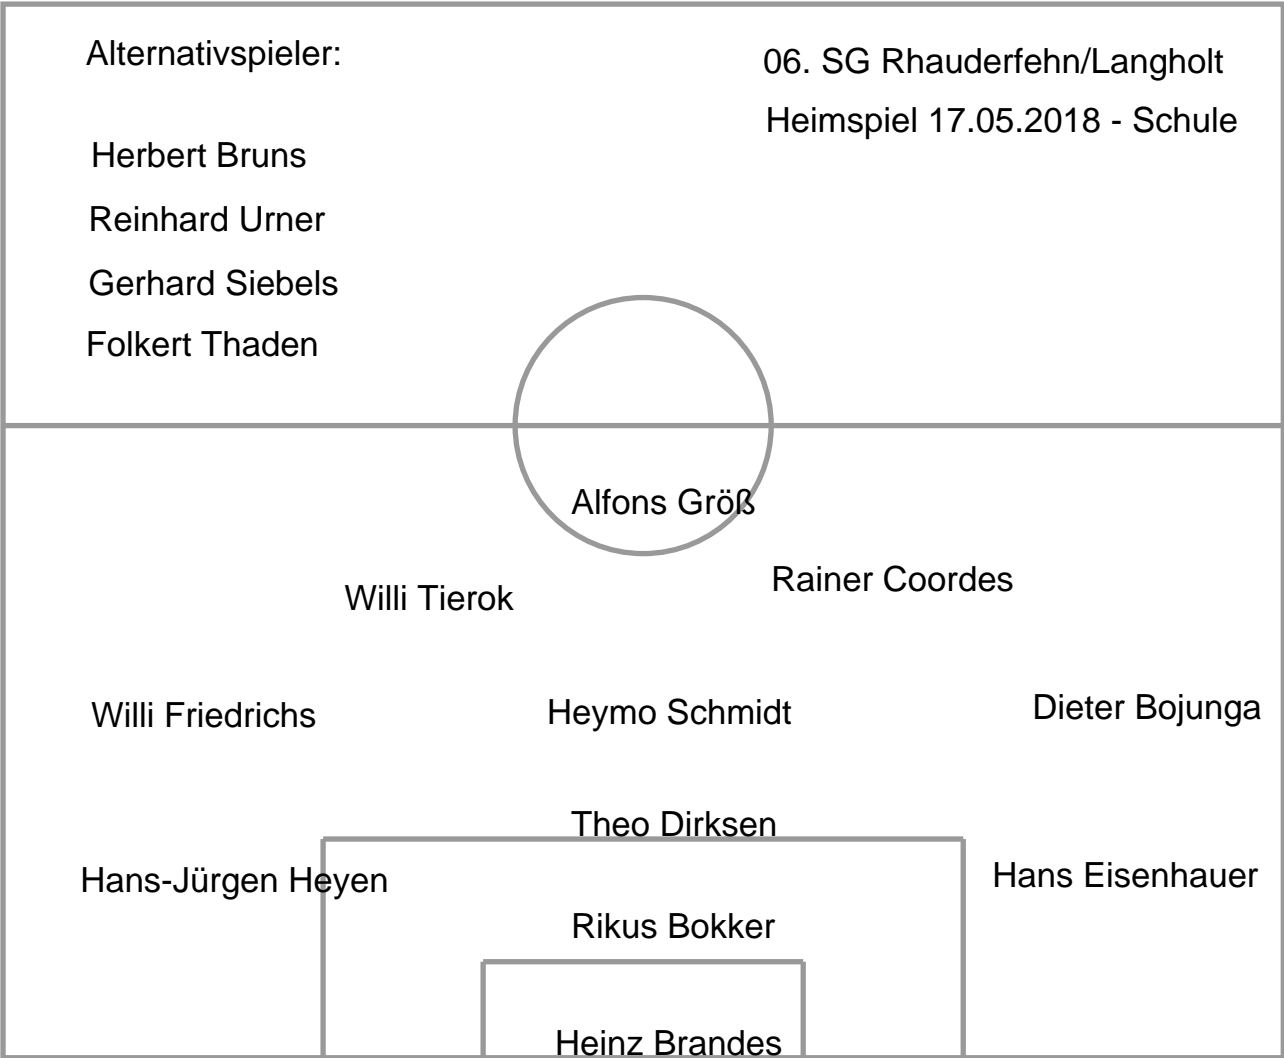 Alternativspieler:
06. SG Rhauderfehn/Langholt
Heimspiel 17.05.2018 - Schule
Herbert Bruns
Reinhard Urner
Gerhard Siebels
Folkert Thaden
Alfons Größ
Willi Tierok
Rainer Coordes
Willi Friedrichs
Heymo Schmidt
Dieter Bojunga
Theo Dirksen
Hans-Jürgen Heyen
Hans Eisenhauer
Rikus Bokker
Heinz Brandes